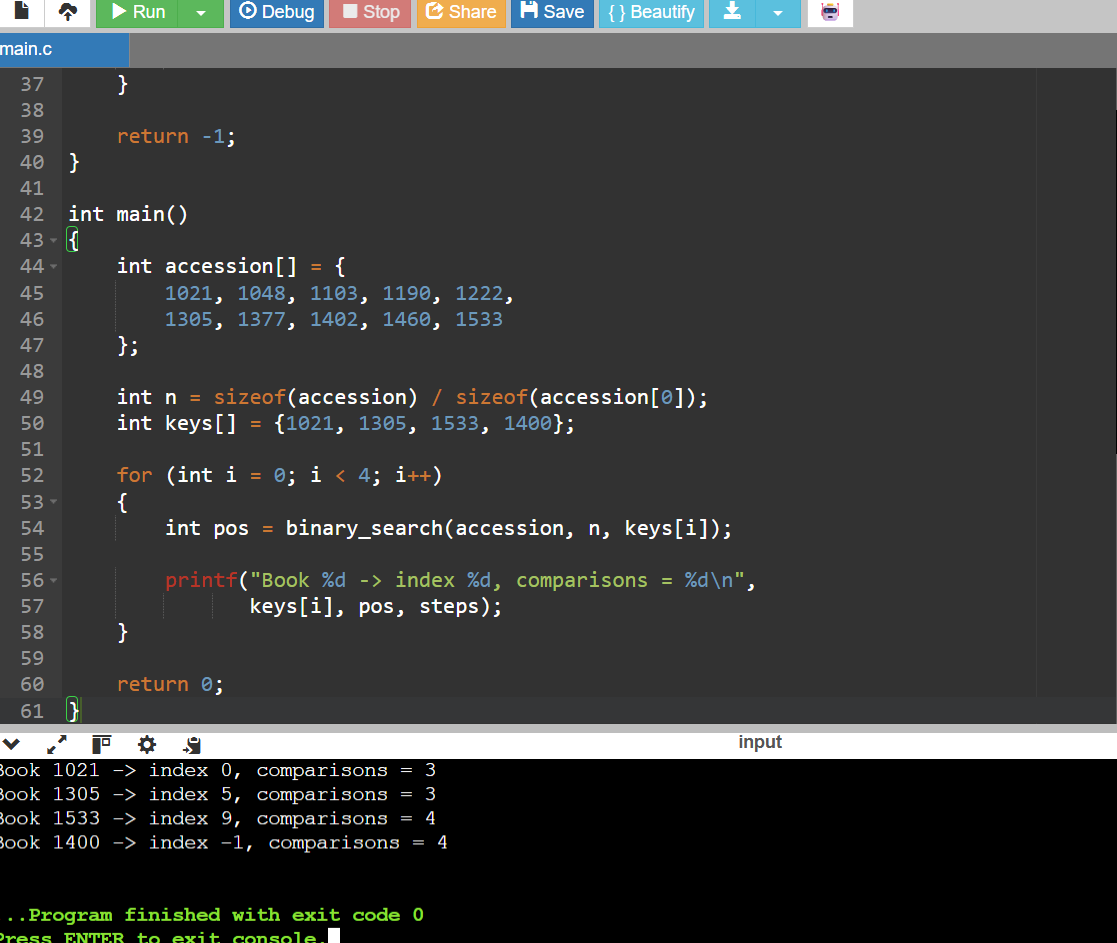 Run Debug Stop Share Save { } Beautify
main.c
37 }
38
39 return -1;
40 }
41
42 int main()
43 {
44 int accession[] = {
45 1021, 1048, 1103, 1190, 1222,
46 1305, 1377, 1402, 1460, 1533
47 };
48
49 int n = sizeof(accession) / sizeof(accession[0]);
50 int keys[] = {1021, 1305, 1533, 1400};
51
52 for (int i = 0; i < 4; i++)
53 {
54 int pos = binary_search(accession, n, keys[i]);
55
56 printf("Book %d -> index %d, comparisons = %d\n",
57 keys[i], pos, steps);
58 }
59
60 return 0;
61 }
input
Book 1021 -> index 0, comparisons = 3
Book 1305 -> index 5, comparisons = 3
Book 1533 -> index 9, comparisons = 4
Book 1400 -> index -1, comparisons = 4
..Program finished with exit code 0
Press ENTER to exit console.